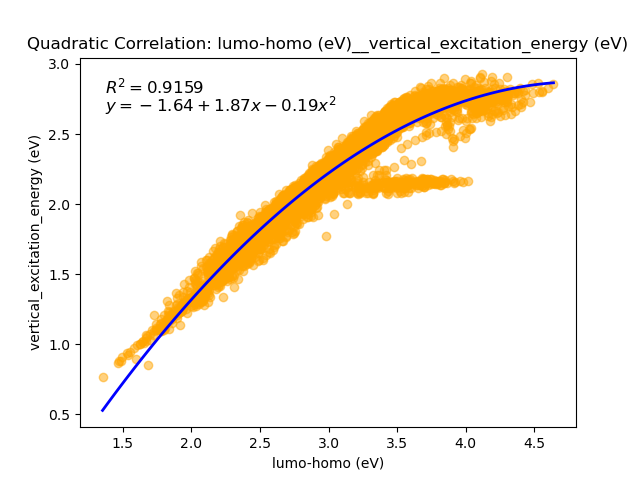 Quadratic Correlation: lumo-homo (eV)__vertical_excitation_energy (eV)
R² = 0.9159
y = − 1.64 + 1.87x − 0.19x²
3.0
2.5
2.0
1.5
1.0
0.5
vertical_excitation_energy (eV)
1.5 2.0 2.5 3.0 3.5 4.0 4.5
lumo-homo (eV)